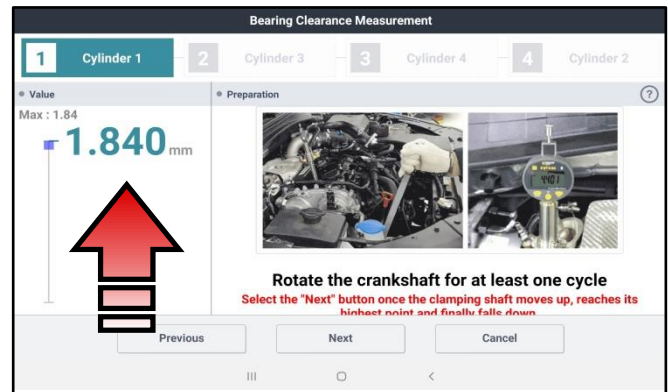 Bearing Clearance Measurement
1 Cylinder 1 2 Cylinder 3 3 Cylinder 4 4 Cylinder 2
Value
Preparation ?
Max : 1.84
1.840 mm
Rotate the crankshaft for at least one cycle
Select the "Next" button once the clamping shaft moves up, reaches its
highest point and finally falls down
Previous Next Cancel